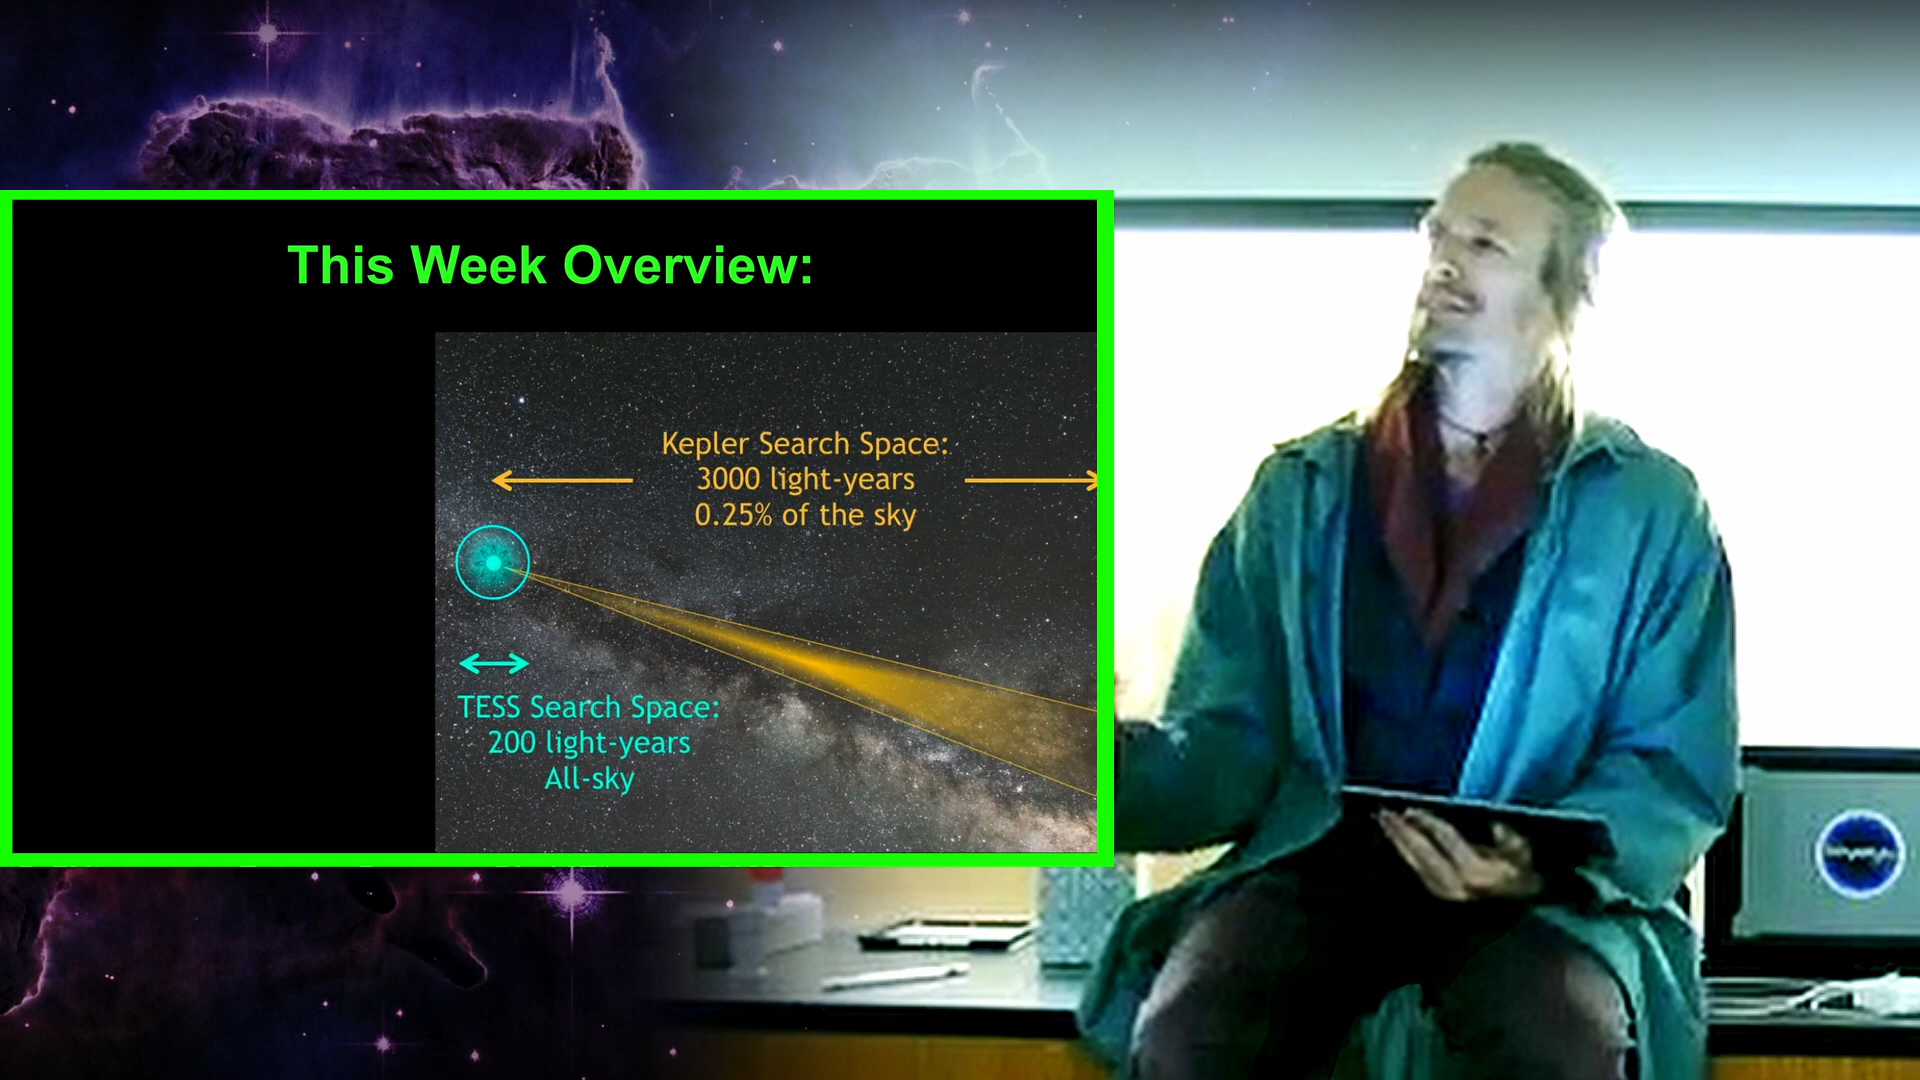 This Week Overview:
Kepler Search Space:
3000 light-years
0.25% of the sky
TESS Search Space:
200 light-years
All-sky